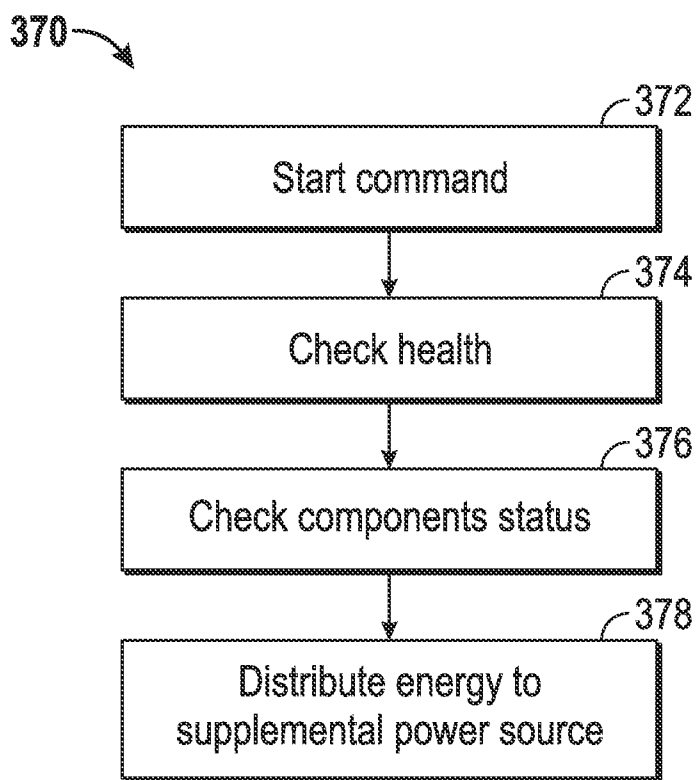 370
372
Start command
374
Check health
376
Check components status
378
Distribute energy to
supplemental power source